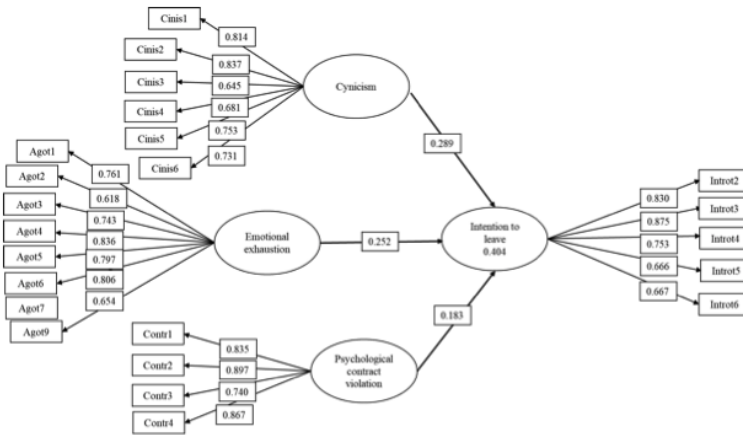 Cinis1
0.814
Cinis2
0.837
Cinis3
0.645
Cinis4
0.681
Cinis5
0.753
Cinis6
0.731
Cynicism
0.289
Agot1
0.761
Agot2
0.618
Agot3
0.743
Agot4
0.836
Agot5
0.797
Agot6
0.806
Agot7
0.654
Agot9
Emotional
exhaustion
0.252
Intention to
leave
0.404
0.830
Introt2
0.875
Introt3
0.753
Introt4
0.666
Introt5
0.667
Introt6
0.183
Contr1
0.835
Contr2
0.897
Contr3
0.740
Contr4
0.867
Psychological
contract
violation